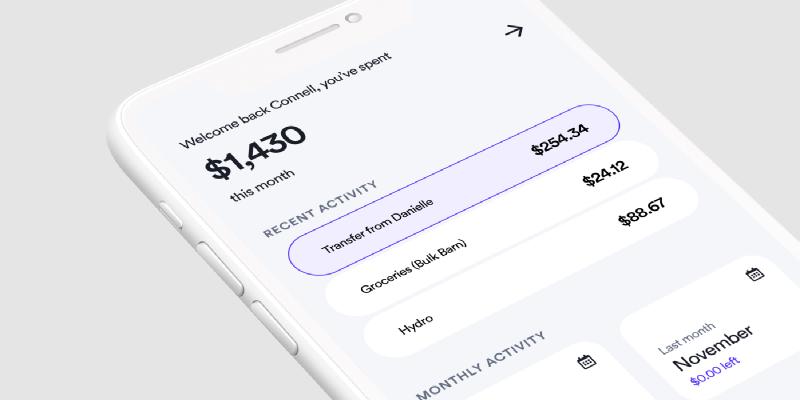 Welcome back Connell, you've spent
$1,430
this month
RECENT ACTIVITY
Transfer from Danielle $254.34
Groceries (Bulk Barn) $24.12
Hydro $88.67
MONTHLY ACTIVITY
Last month
November
$0.00 left